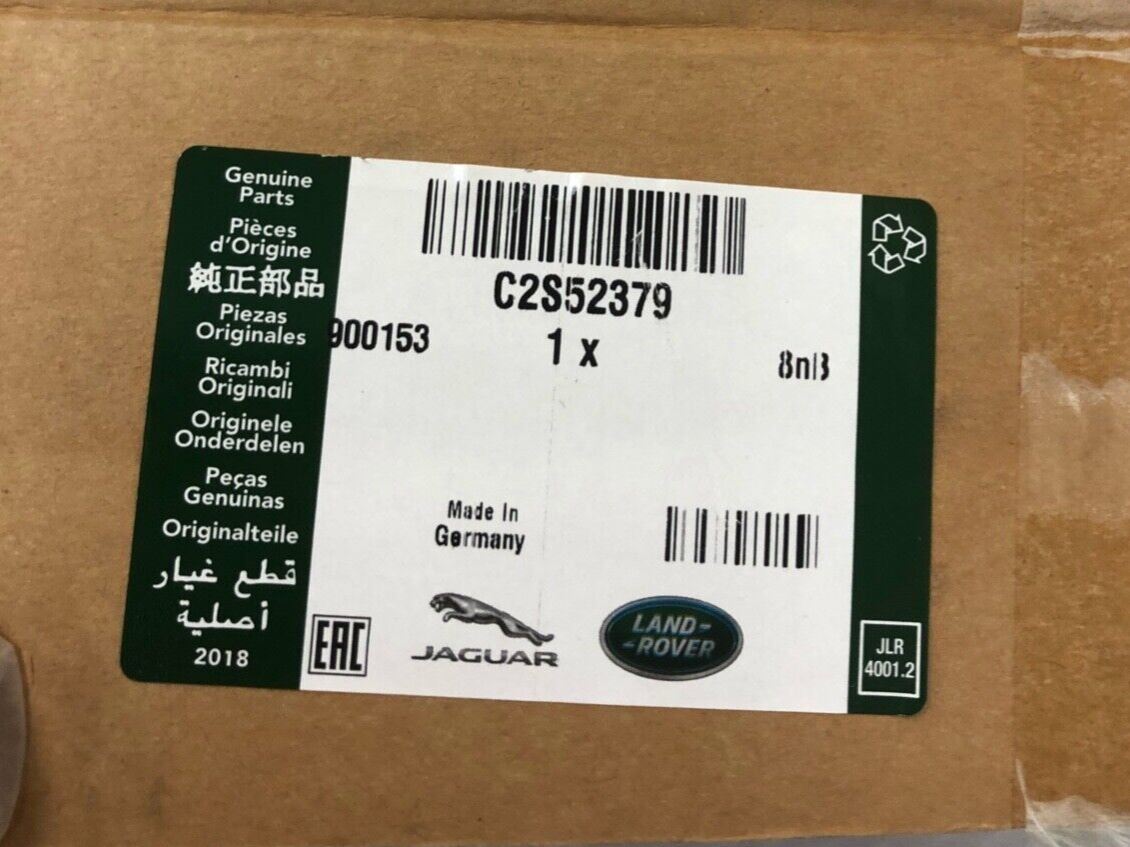 Genuine
Parts
Pièces
d'Origine
純正部品
Piezas
Originales
Ricambi
Originali
Originele
Onderdelen
Peças
Genuinas
Originalteile
قطع غيار
أصلية
2018
C2S52379
900153
1 x
Made In
Germany
EAC
JAGUAR
LAND-
-ROVER
JLR
4001.2